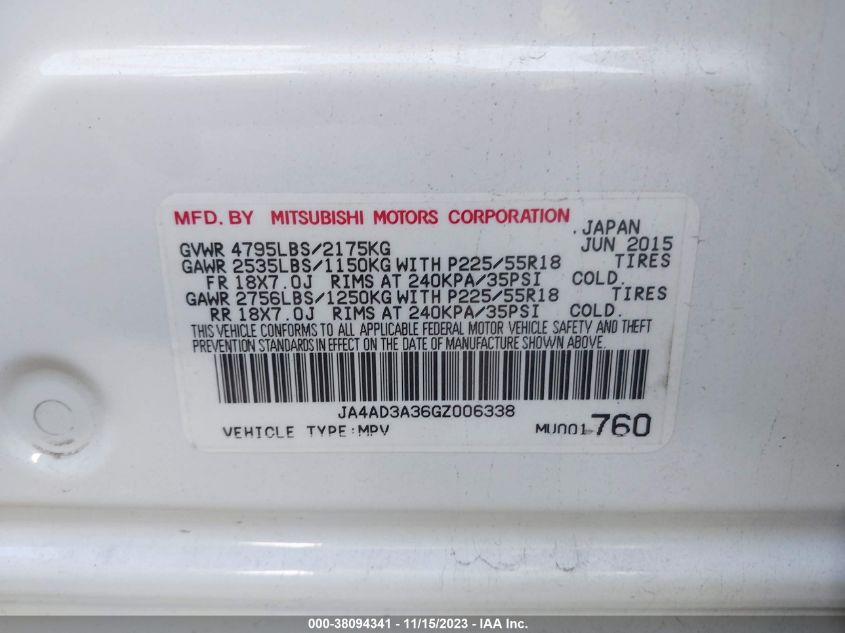 MFD. BY MITSUBISHI MOTORS CORPORATION
. JAPAN
GVWR 4795LBS/2175KG JUN 2015
GAWR 2535LBS/1150KG WITH P225/55R18 TIRES
FR 18X7.0J RIMS AT 240KPA/35PSI COLD.
GAWR 2756LBS/1250KG WITH P225/55R18 TIRES
RR 18X7.0J RIMS AT 240KPA/35PSI COLD.
THIS VEHICLE CONFORMS TO ALL APPLICABLE FEDERAL MOTOR VEHICLE SAFETY AND THEFT
PREVENTION STANDARDS IN EFFECT ON THE DATE OF MANUFACTURE SHOWN ABOVE.
JA4AD3A36GZ006338
VEHICLE TYPE:MPV MU001-760
000-38094341 - 11/15/2023 - IAA Inc.